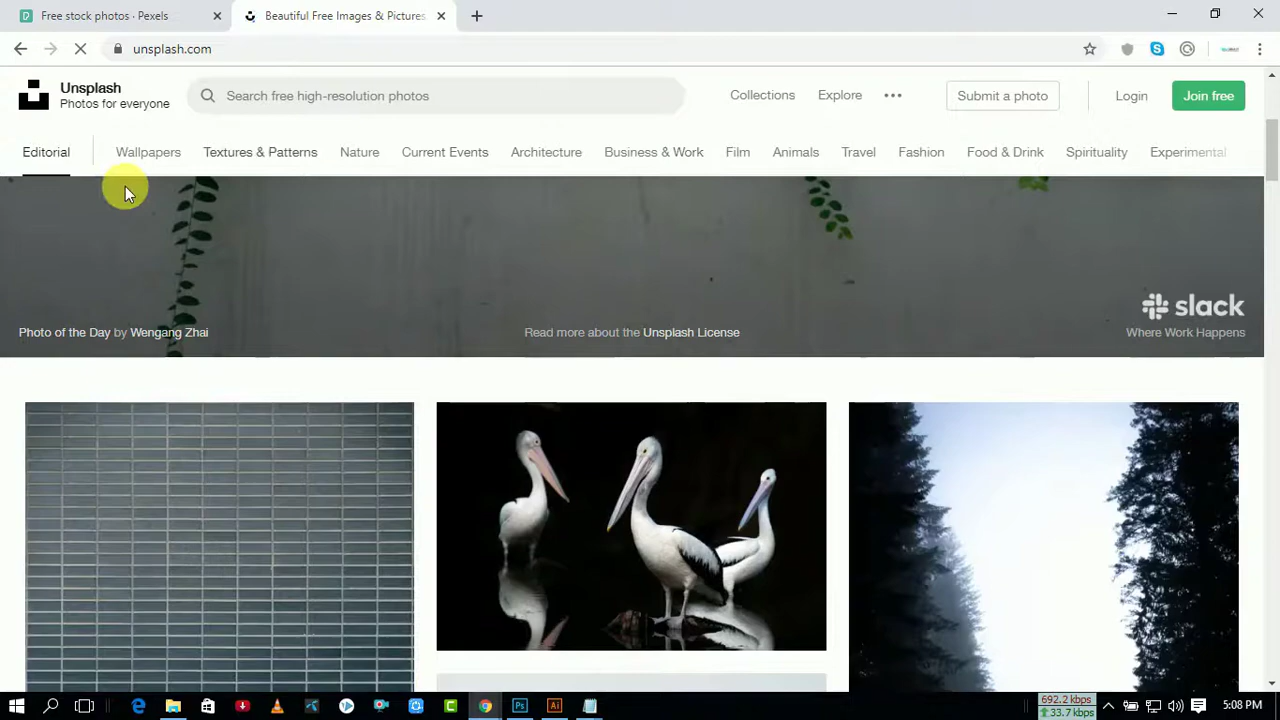 Free stock photos · Pexels
Beautiful Free Images & Pictures
unsplash.com
Unsplash
Photos for everyone
Search free high-resolution photos
Collections
Explore
Submit a photo
Login
Join free
Editorial
Wallpapers
Textures & Patterns
Nature
Current Events
Architecture
Business & Work
Film
Animals
Travel
Fashion
Food & Drink
Spirituality
Experimental
slack
Photo of the Day by Wengang Zhai
Read more about the Unsplash License
Where Work Happens
Ps
Ai
692.2 kbps
33.7 kbps
5:08 PM